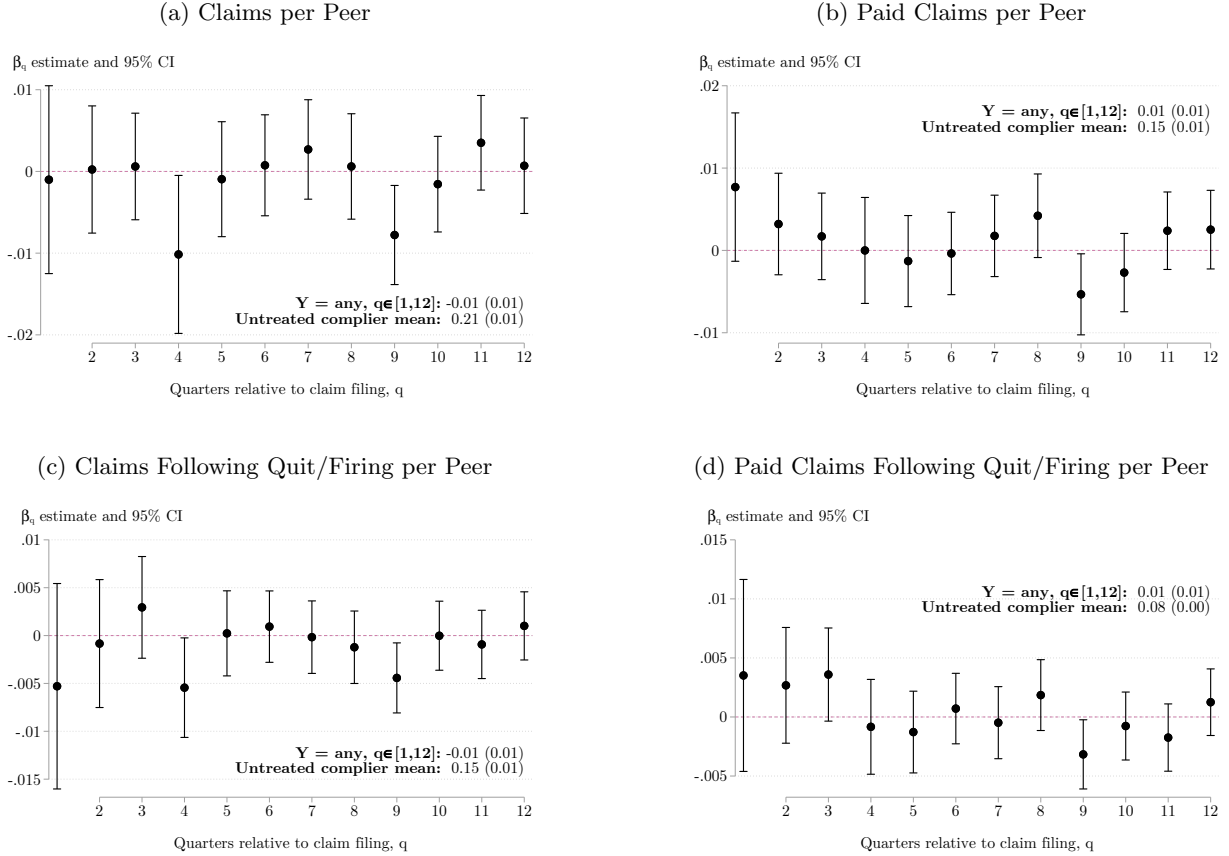 (a) Claims per Peer
βq estimate and 95% CI
.01
0
-.01
-.02
Y = any, q∈[1,12]: -0.01 (0.01)
Untreated complier mean: 0.21 (0.01)
2 3 4 5 6 7 8 9 10 11 12
Quarters relative to claim filing, q
(b) Paid Claims per Peer
βq estimate and 95% CI
.02
.01
0
-.01
Y = any, q∈[1,12]: 0.01 (0.01)
Untreated complier mean: 0.15 (0.01)
2 3 4 5 6 7 8 9 10 11 12
Quarters relative to claim filing, q
(c) Claims Following Quit/Firing per Peer
βq estimate and 95% CI
.01
.005
0
-.005
-.01
-.015
Y = any, q∈[1,12]: -0.01 (0.01)
Untreated complier mean: 0.15 (0.01)
2 3 4 5 6 7 8 9 10 11 12
Quarters relative to claim filing, q
(d) Paid Claims Following Quit/Firing per Peer
βq estimate and 95% CI
.015
.01
.005
0
-.005
Y = any, q∈[1,12]: 0.01 (0.01)
Untreated complier mean: 0.08 (0.00)
2 3 4 5 6 7 8 9 10 11 12
Quarters relative to claim filing, q